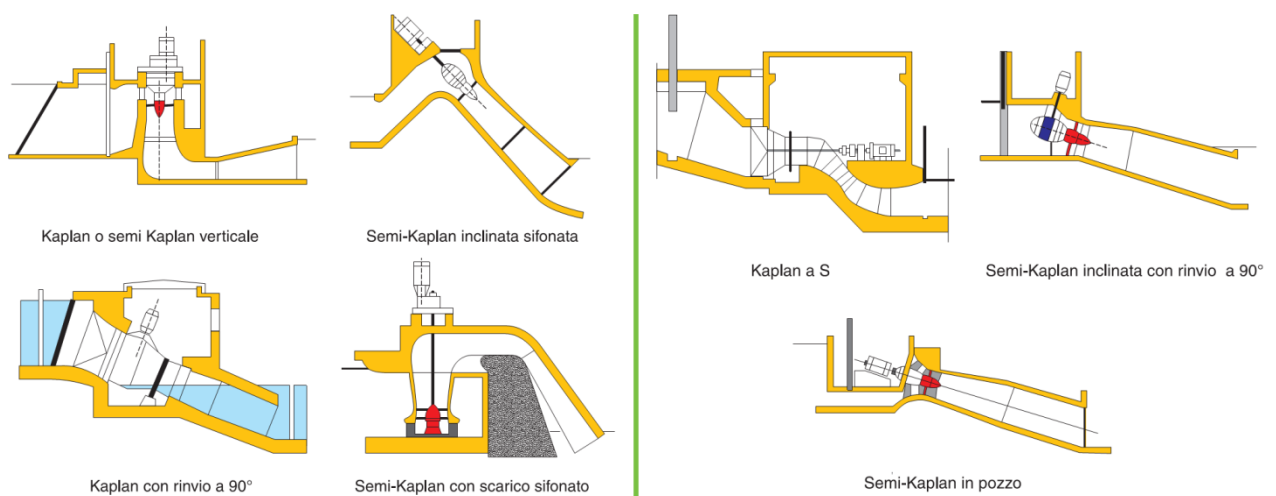 Kaplan o semi Kaplan verticale
Semi-Kaplan inclinata sifonata
Kaplan con rinvio a 90°
Semi-Kaplan con scarico sifonato
Kaplan a S
Semi-Kaplan inclinata con rinvio a 90°
Semi-Kaplan in pozzo